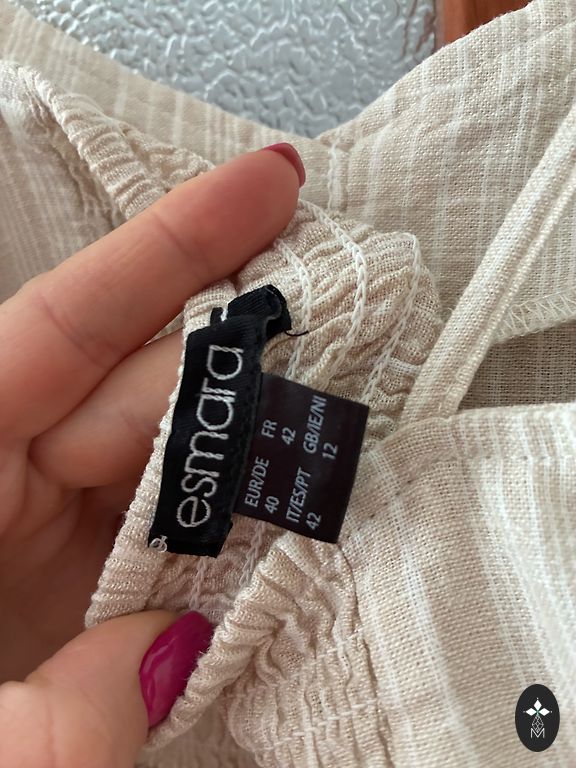 esmara
EUR/DE FR
40 42
IT/ES/PT GB/IE/NI
42 12
M